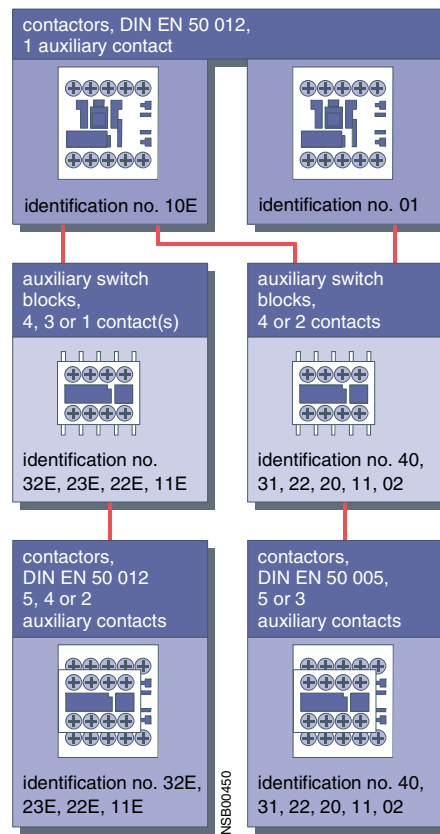 contactors, DIN EN 50 012,
1 auxiliary contact
identification no. 10E
identification no. 01
auxiliary switch
blocks,
4, 3 or 1 contact(s)
identification no.
32E, 23E, 22E, 11E
auxiliary switch
blocks,
4 or 2 contacts
identification no. 40,
31, 22, 20, 11, 02
contactors,
DIN EN 50 012
5, 4 or 2
auxiliary contacts
identification no. 32E,
23E, 22E, 11E
contactors,
DIN EN 50 005,
5 or 3
auxiliary contacts
identification no. 40,
31, 22, 20, 11, 02
NSB00450